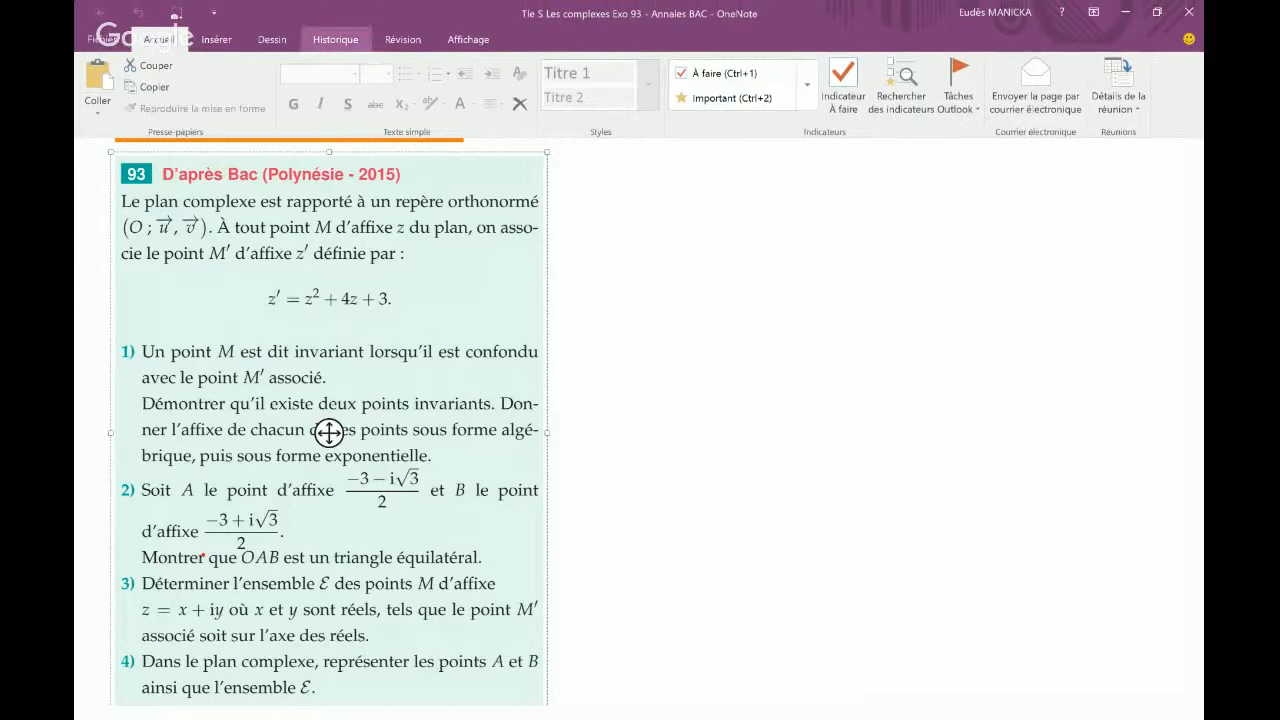 Tle S Les complexes Exo 93 - Annales BAC - OneNote
Eudès MANICKA
?
Google
Accueil Insérer Dessin Historique Révision Affichage
Coller
Couper
Copier
Reproduire la mise en forme
G I S abc X₂ A
Titre 1
Titre 2
À faire (Ctrl+1)
Important (Ctrl+2)
Indicateur
À faire
Rechercher
des indicateurs
Tâches
Outlook
Envoyer la page par
courrier électronique
Détails de la
réunion
Presse-papiers Texte simple Styles Indicateurs Courrier électronique Réunions
93 D'après Bac (Polynésie - 2015)
Le plan complexe est rapporté à un repère orthonormé
(O ; u⃗, v⃗). À tout point M d'affixe z du plan, on asso-
cie le point M′ d'affixe z′ définie par :
z′ = z² + 4z + 3.
1) Un point M est dit invariant lorsqu'il est confondu
avec le point M′ associé.
Démontrer qu'il existe deux points invariants. Don-
ner l'affixe de chacun points sous forme algé-
brique, puis sous forme exponentielle.
2) Soit A le point d'affixe (−3 − i√3)/2 et B le point
d'affixe (−3 + i√3)/2.
Montrer que OAB est un triangle équilatéral.
3) Déterminer l'ensemble ℰ des points M d'affixe
z = x + iy où x et y sont réels, tels que le point M′
associé soit sur l'axe des réels.
4) Dans le plan complexe, représenter les points A et B
ainsi que l'ensemble ℰ.